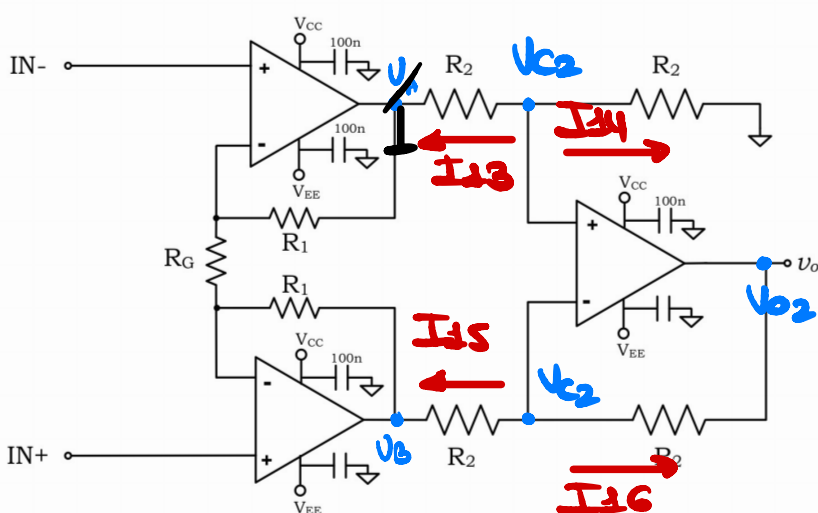 VCC
100n
IN-
+
-
VA
R2
VC2
R2
I14
I13
100n
VEE
R1
RG
R1
VCC
100n
+
-
vo
VO2
VEE
I15
VCC
100n
-
+
VC2
IN+
VB
R2
R2
I16
VEE